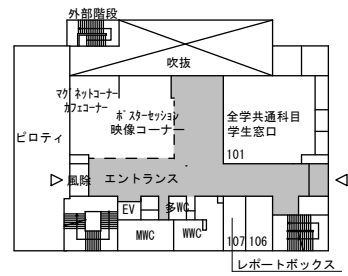 外部階段
吹抜
マグネットコーナー
カフェコーナー
ポスターセッション
映像コーナー
全学共通科目
学生窓口
101
ピロティ
風除
エントランス
EV
多WC
MWC
WWC
107
106
レポートボックス